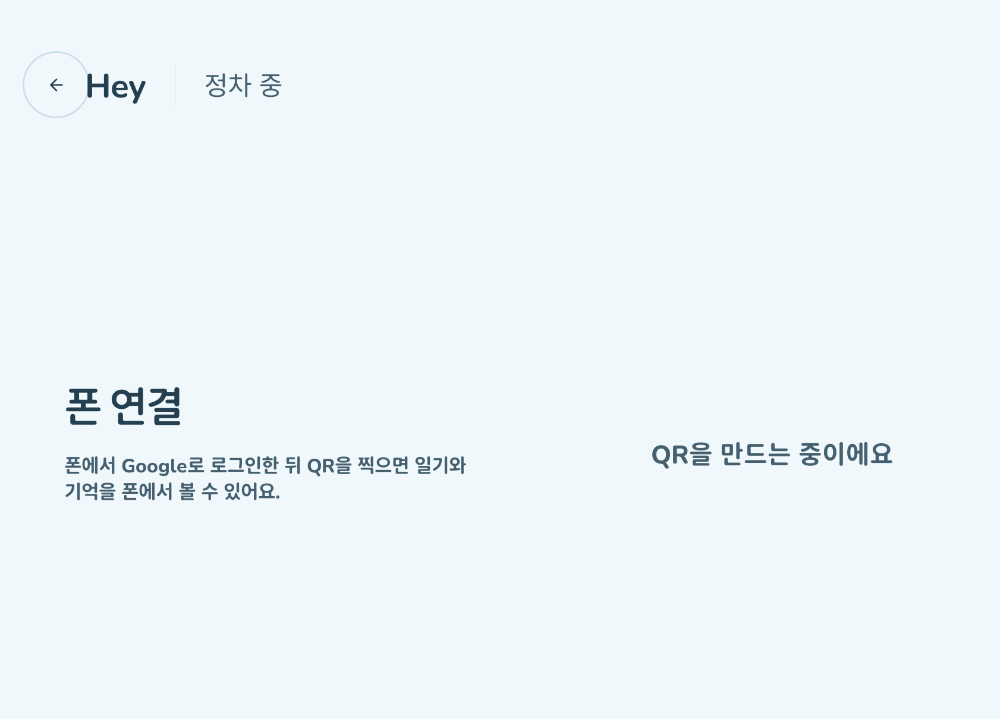 Hey
정차 중
폰 연결
폰에서 Google로 로그인한 뒤 QR을 찍으면 일기와
기억을 폰에서 볼 수 있어요.
QR을 만드는 중이에요